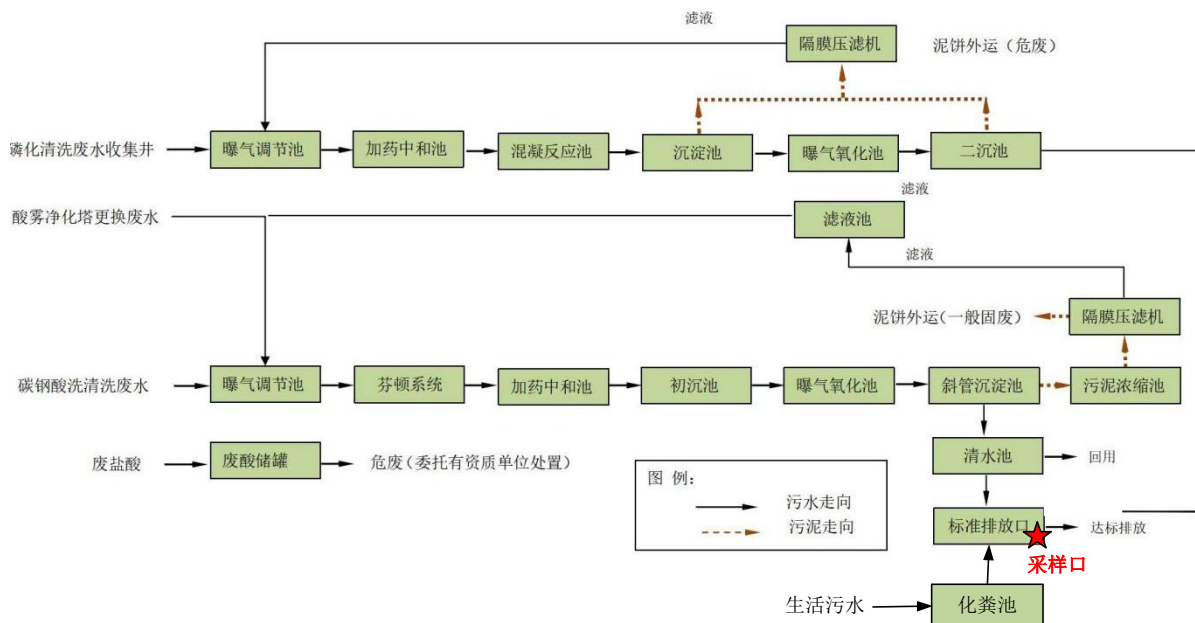 滤液
隔膜压滤机
泥饼外运（危废）
磷化清洗废水收集井
曝气调节池
加药中和池
混凝反应池
沉淀池
曝气氧化池
二沉池
滤液
酸雾净化塔更换废水
滤液池
滤液
泥饼外运(一般固废）
隔膜压滤机
碳钢酸洗清洗废水
曝气调节池
芬顿系统
加药中和池
初沉池
曝气氧化池
斜管沉淀池
污泥浓缩池
废盐酸
废酸储罐
危废（委托有资质单位处置）
清水池
回用
图 例：
污水走向
污泥走向
标准排放口
达标排放
采样口
生活污水
化粪池